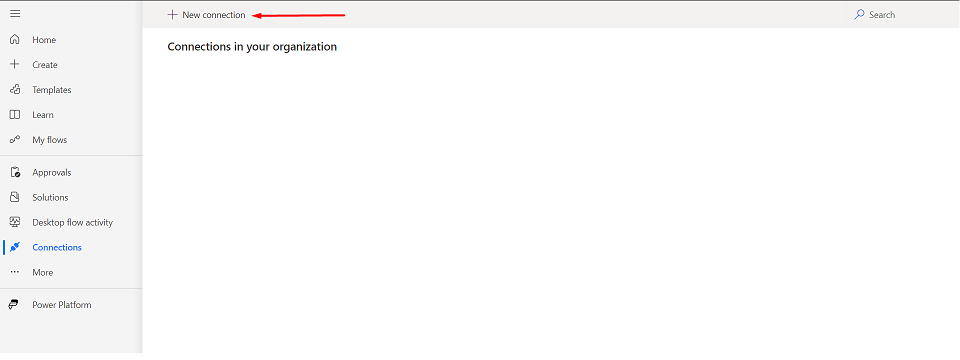 New connection
Search
Connections in your organization
Home
Create
Templates
Learn
My flows
Approvals
Solutions
Desktop flow activity
Connections
More
Power Platform